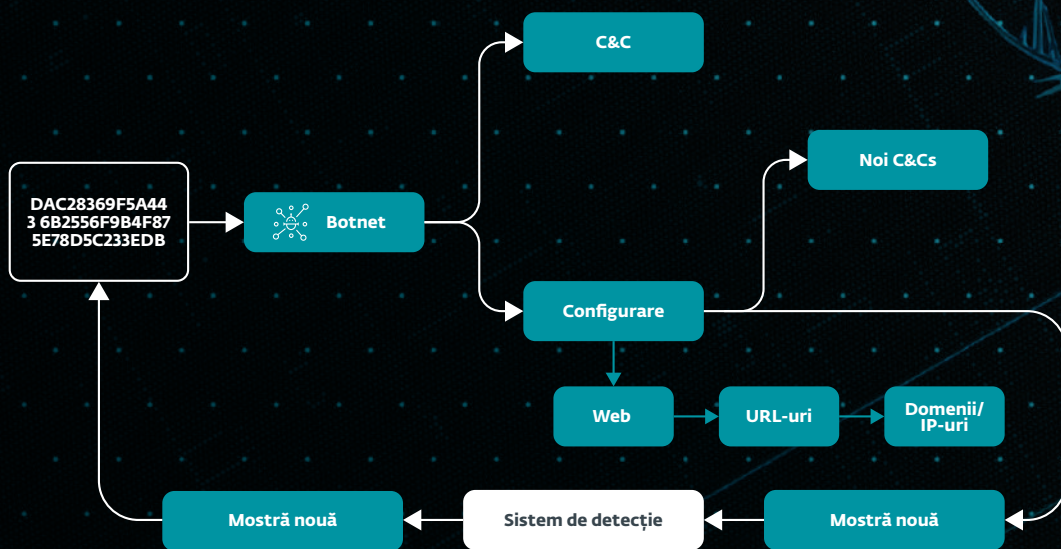 C&C
Noi C&Cs
DAC28369F5A44
3 6B2556F9B4F87
5E78D5C233EDB
Botnet
Configurare
Web
URL-uri
Domenii/
IP-uri
Mostră nouă
Sistem de detecție
Mostră nouă